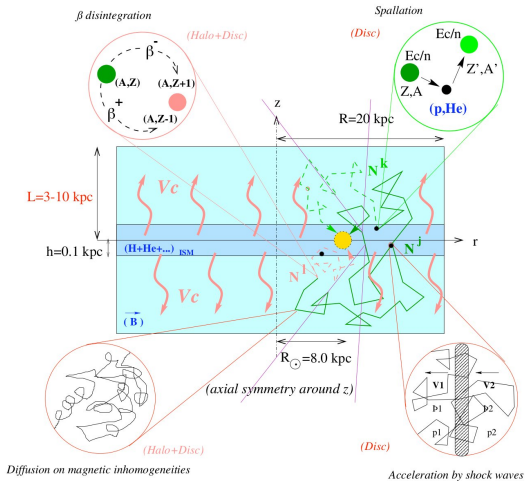 β disintegration
Spallation
(Halo+Disc)
(Disc)
β⁻
(A,Z)
(A,Z+1)
β⁺
(A,Z-1)
Ec/n
Ec/n
Z',A'
Z,A
(p,He)
z
R=20 kpc
N^k
L=3-10 kpc
Vc
h=0.1 kpc
(H+He+...) ISM
r
N^j
N^l
Vc
(B)
R☉=8.0 kpc
(axial symmetry around z)
V1
V2
Þ1
Þ2
p1
p2
(Halo+Disc)
(Disc)
Diffusion on magnetic inhomogeneities
Acceleration by shock waves